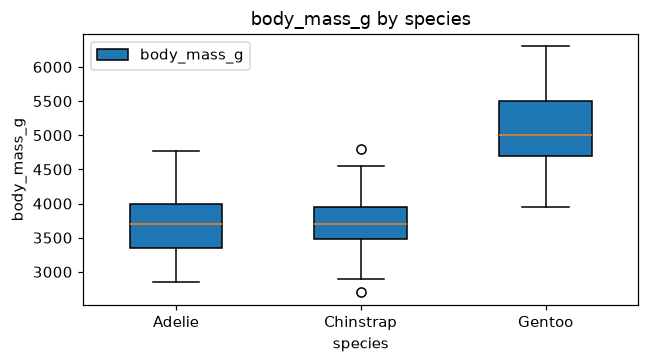 body_mass_g by species
body_mass_g
6000
5500
5000
4500
4000
3500
3000
body_mass_g
Adelie
Chinstrap
Gentoo
species